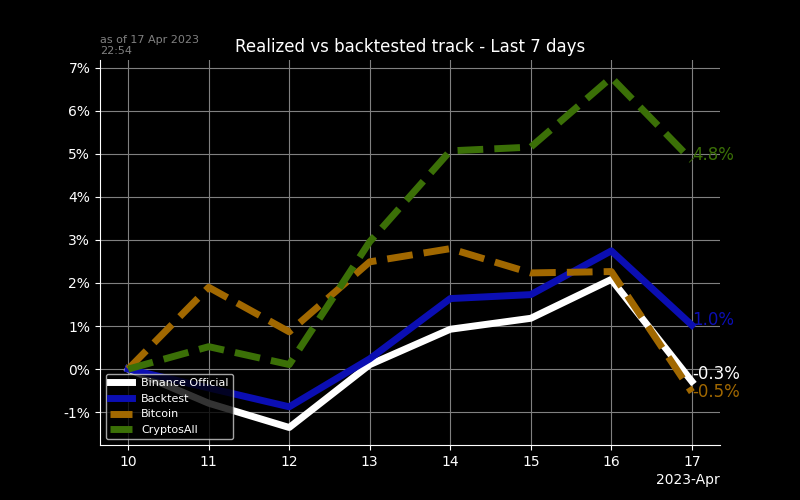 as of 17 Apr 2023
22:54
Realized vs backtested track - Last 7 days
7%
6%
5%
4%
3%
2%
1%
0%
-1%
4.8%
1.0%
-0.3%
-0.5%
Binance Official
Backtest
Bitcoin
CryptosAll
10 11 12 13 14 15 16 17
2023-Apr